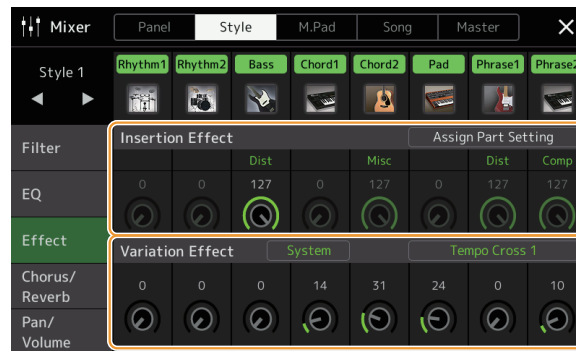 Mixer Panel Style M.Pad Song Master ×
Style 1 Rhythm1 Rhythm2 Bass Chord1 Chord2 Pad Phrase1 Phrase2
Filter
EQ
Effect
Chorus/
Reverb
Pan/
Volume
Insertion Effect Assign Part Setting
Dist Misc Dist Comp
0 0 127 0 127 0 127 127
Variation Effect System Tempo Cross 1
0 0 0 14 31 24 0 10